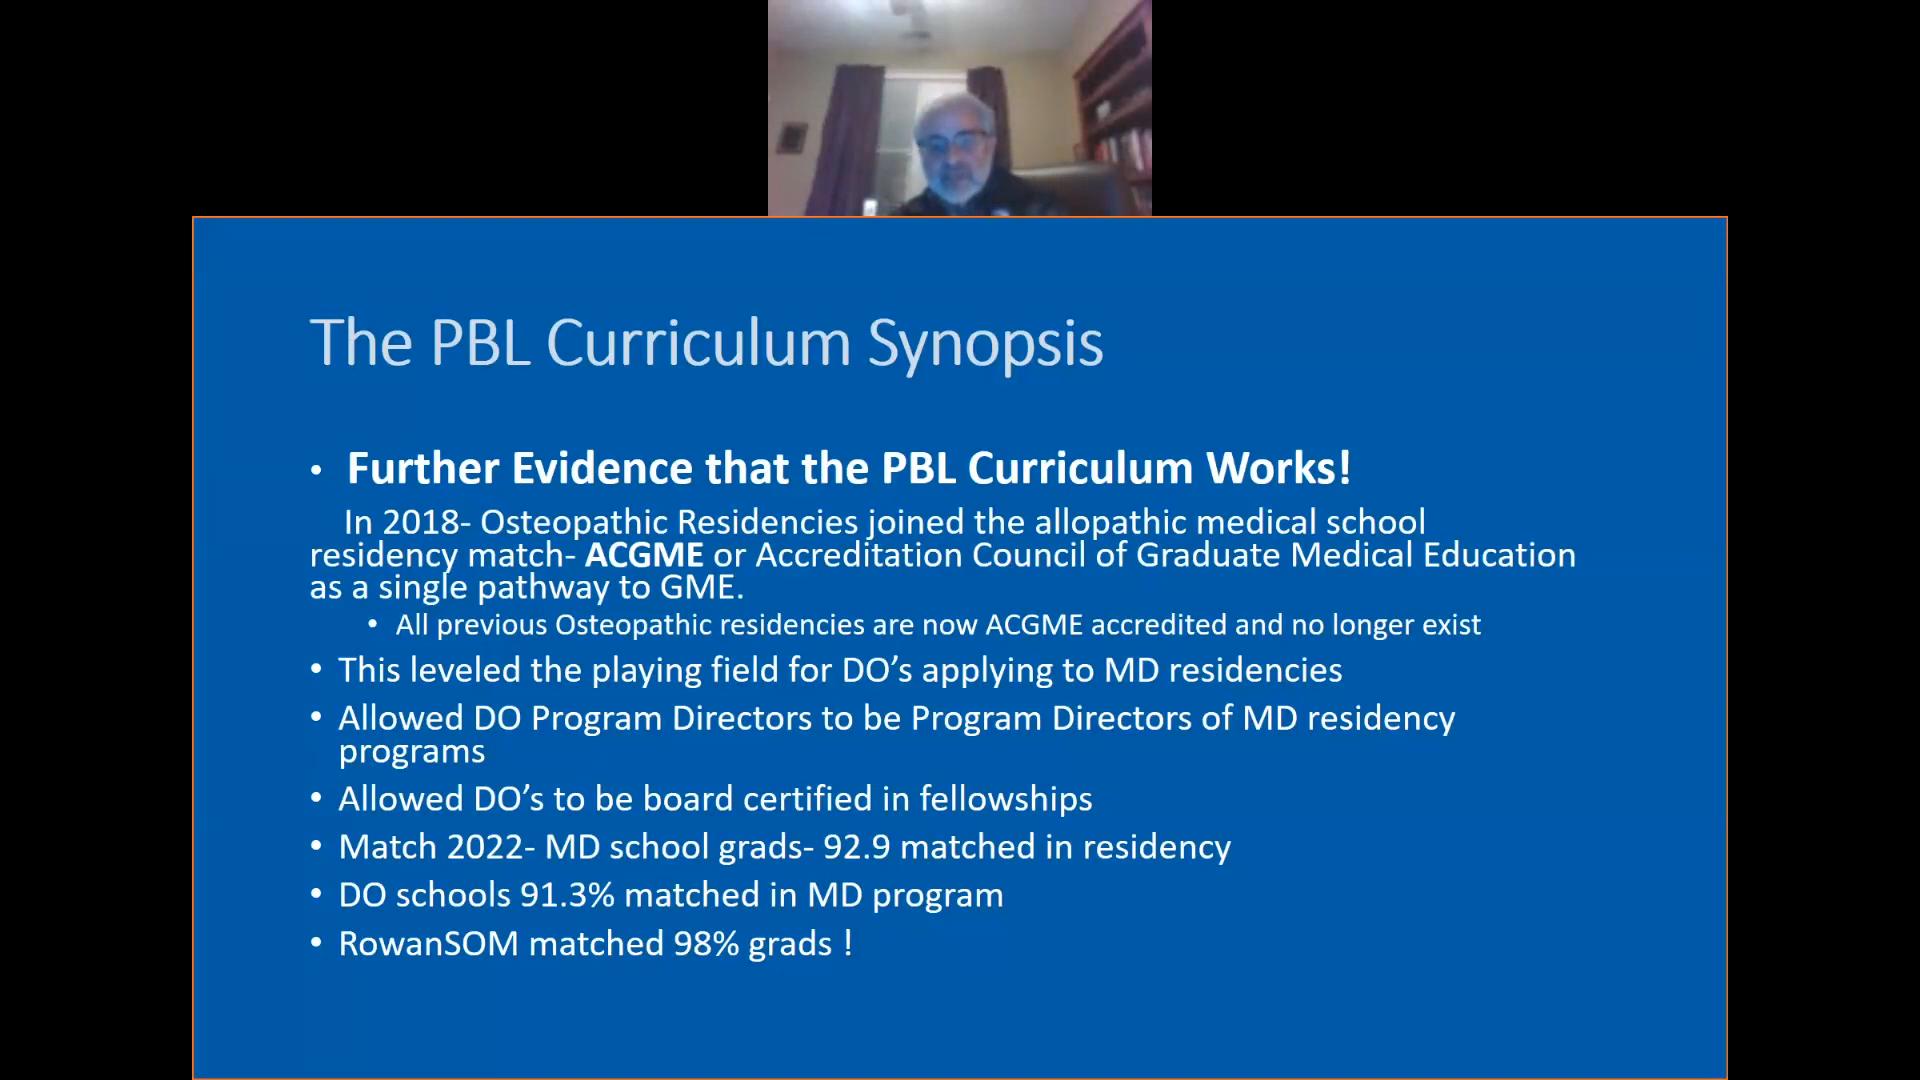 The PBL Curriculum Synopsis
• Further Evidence that the PBL Curriculum Works!
In 2018- Osteopathic Residencies joined the allopathic medical school
residency match- ACGME or Accreditation Council of Graduate Medical Education
as a single pathway to GME.
• All previous Osteopathic residencies are now ACGME accredited and no longer exist
• This leveled the playing field for DO’s applying to MD residencies
• Allowed DO Program Directors to be Program Directors of MD residency
programs
• Allowed DO’s to be board certified in fellowships
• Match 2022- MD school grads- 92.9 matched in residency
• DO schools 91.3% matched in MD program
• RowanSOM matched 98% grads !